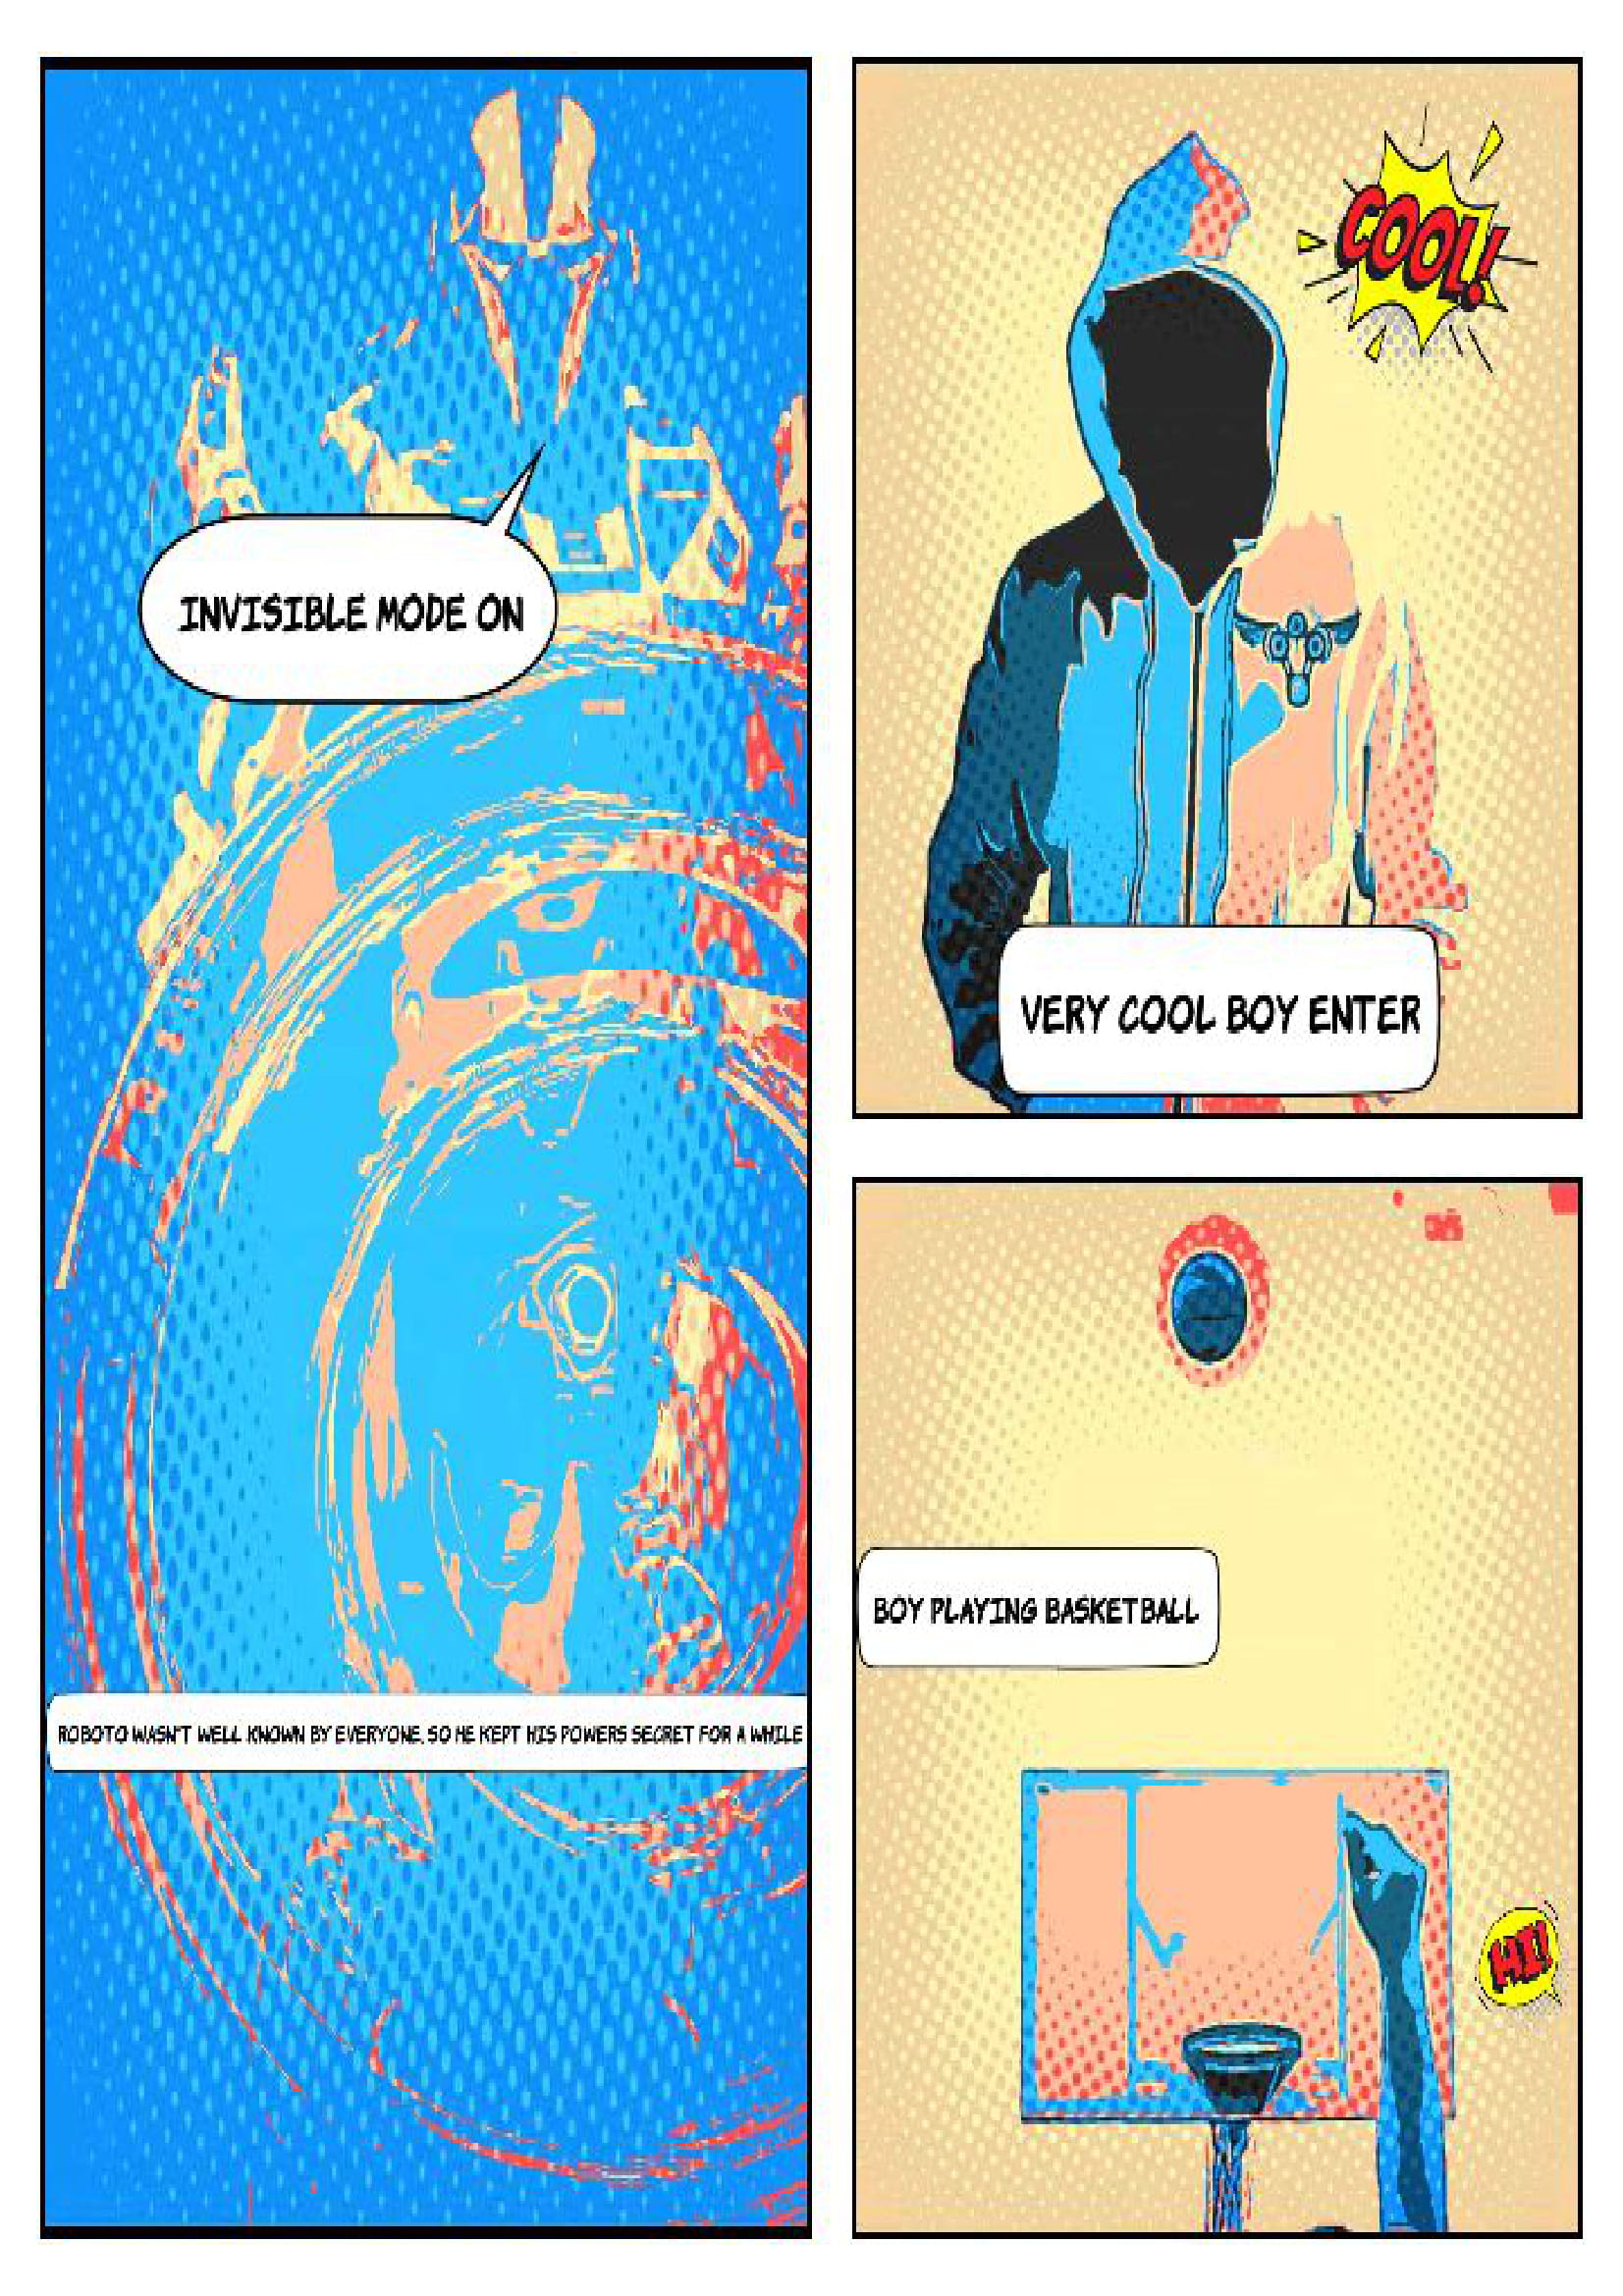 INVISIBLE MODE ON
ROBOTO WASN'T WELL KNOWN BY EVERYONE, SO HE KEPT HIS POWERS SECRET FOR A WHILE
COOL!
VERY COOL BOY ENTER
BOY PLAYING BASKETBALL
HI!